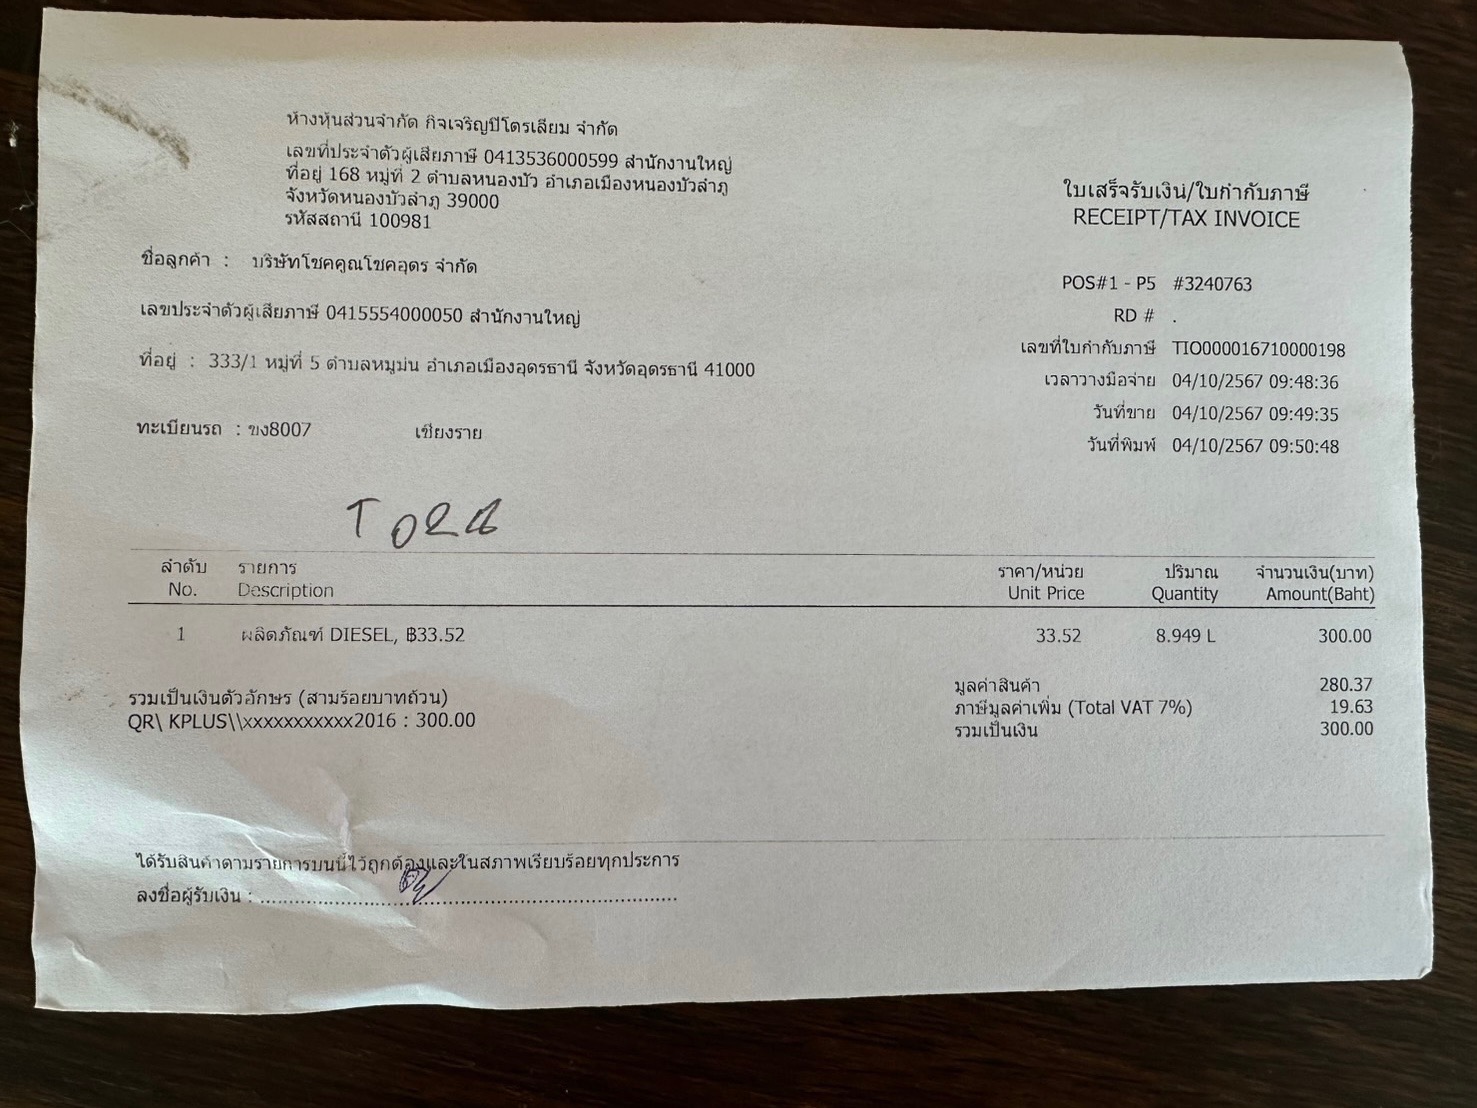 ห้างหุ้นส่วนจำกัด กิจเจริญปิโตรเลียม จำกัด
เลขที่ประจำตัวผู้เสียภาษี 0413536000599 สำนักงานใหญ่
ที่อยู่ 168 หมู่ที่ 2 ตำบลหนองบัว อำเภอเมืองหนองบัวลำภู
จังหวัดหนองบัวลำภู 39000
รหัสสถานี 100981
ใบเสร็จรับเงิน/ใบกำกับภาษี
RECEIPT/TAX INVOICE
ชื่อลูกค้า : บริษัทโชคคูณโชคอุดร จำกัด
เลขประจำตัวผู้เสียภาษี 0415554000050 สำนักงานใหญ่
ที่อยู่ : 333/1 หมู่ที่ 5 ตำบลหมูม่น อำเภอเมืองอุดรธานี จังหวัดอุดรธานี 41000
ทะเบียนรถ : ขง8007 เชียงราย
POS#1 - P5 #3240763
RD # .
เลขที่ใบกำกับภาษี TIO000016710000198
เวลาวางมือจ่าย 04/10/2567 09:48:36
วันที่ขาย 04/10/2567 09:49:35
วันที่พิมพ์ 04/10/2567 09:50:48
ลำดับ รายการ ราคา/หน่วย ปริมาณ จำนวนเงิน(บาท)
No. Description Unit Price Quantity Amount(Baht)
1 ผลิตภัณฑ์ DIESEL, ฿33.52 33.52 8.949 L 300.00
รวมเป็นเงินตัวอักษร (สามร้อยบาทถ้วน)
QR\ KPLUS\\xxxxxxxxxxx2016 : 300.00
มูลค่าสินค้า 280.37
ภาษีมูลค่าเพิ่ม (Total VAT 7%) 19.63
รวมเป็นเงิน 300.00
ได้รับสินค้าตามรายการบนนี้ไว้ถูกต้องและในสภาพเรียบร้อยทุกประการ
ลงชื่อผู้รับเงิน :